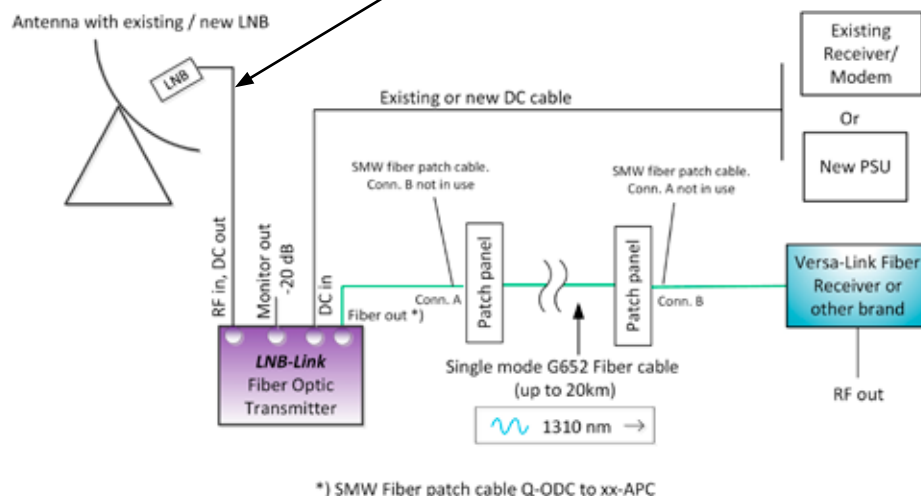 Antenna with existing / new LNB
LNB
Existing
Receiver/
Modem
Or
New PSU
Existing or new DC cable
SMW fiber patch cable.
Conn. B not in use
SMW fiber patch cable.
Conn. A not in use
RF in, DC out
Monitor out
-20 dB
DC in
Fiber out *)
Conn. A
Patch panel
Patch panel
Conn. B
Versa-Link Fiber
Receiver or
other brand
LNB-Link
Fiber Optic
Transmitter
Single mode G652 Fiber cable
(up to 20km)
1310 nm
RF out
*) SMW Fiber patch cable Q-ODC to xx-APC